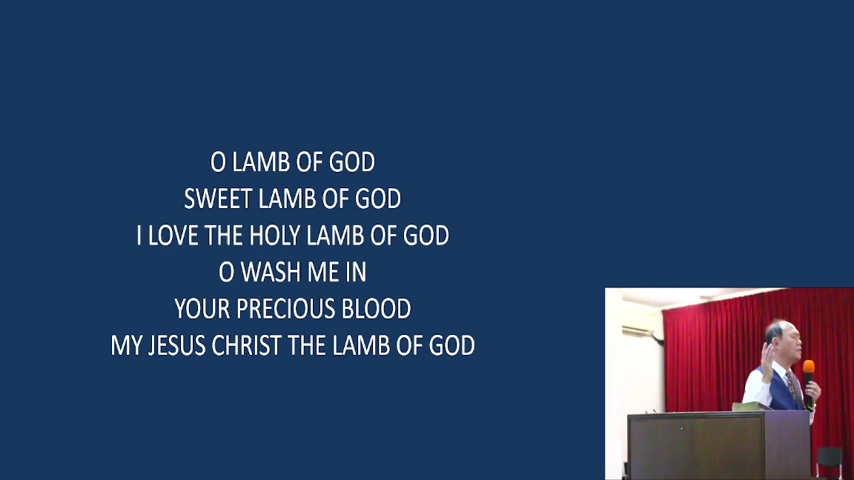 O LAMB OF GOD
SWEET LAMB OF GOD
I LOVE THE HOLY LAMB OF GOD
O WASH ME IN
YOUR PRECIOUS BLOOD
MY JESUS CHRIST THE LAMB OF GOD